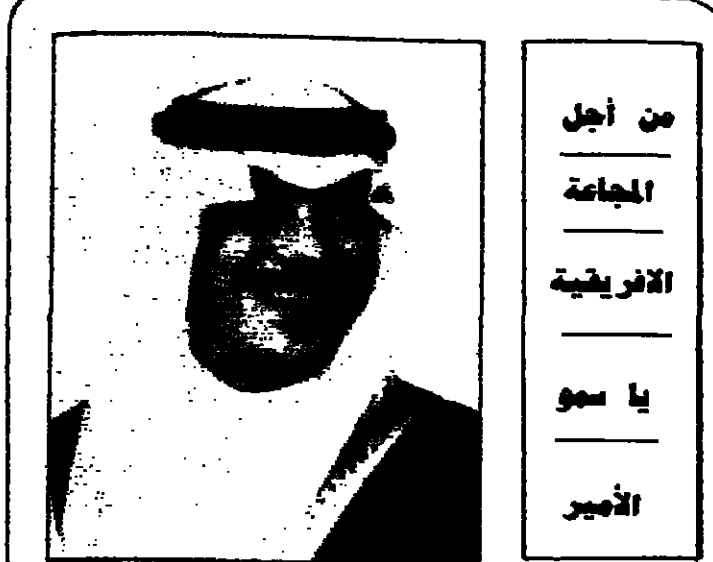 من أجل
المجاعة
الافريقية
يا سمو
الأمير